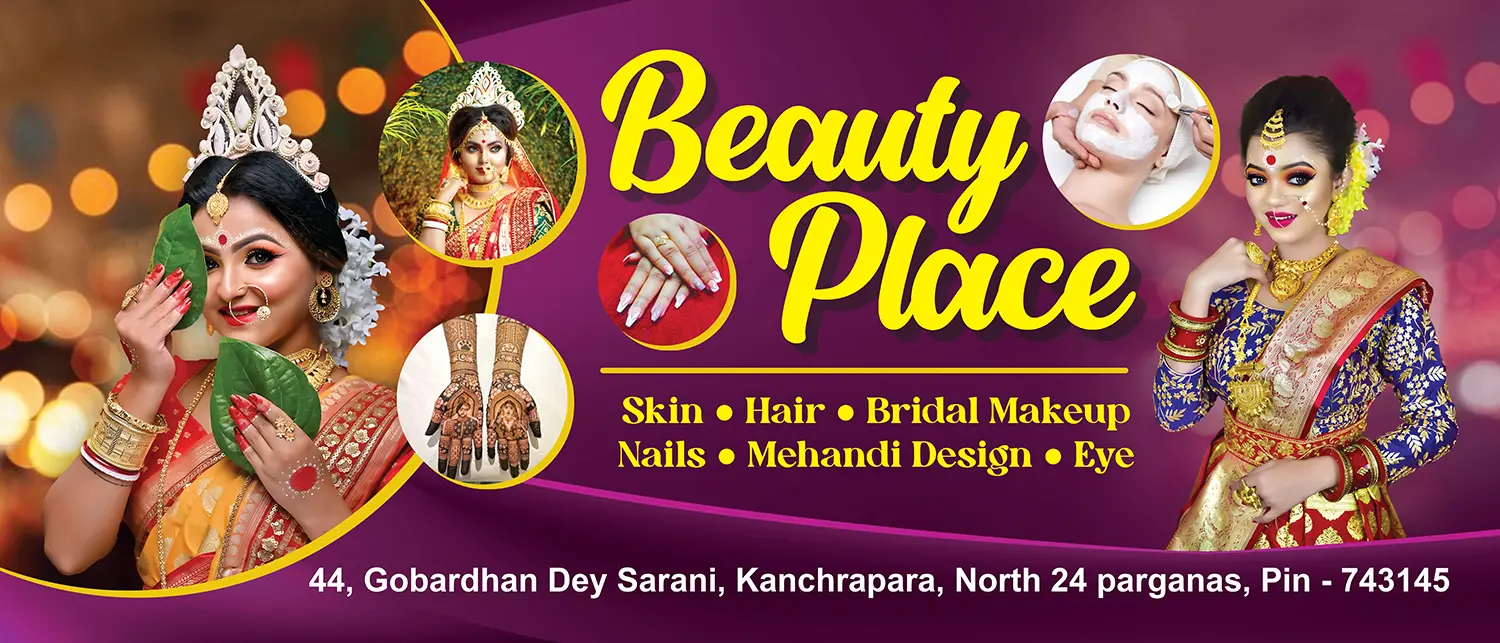 Beauty
Place
Skin ● Hair ● Bridal Makeup
Nails ● Mehandi Design ● Eye
44, Gobardhan Dey Sarani, Kanchrapara, North 24 parganas, Pin - 743145